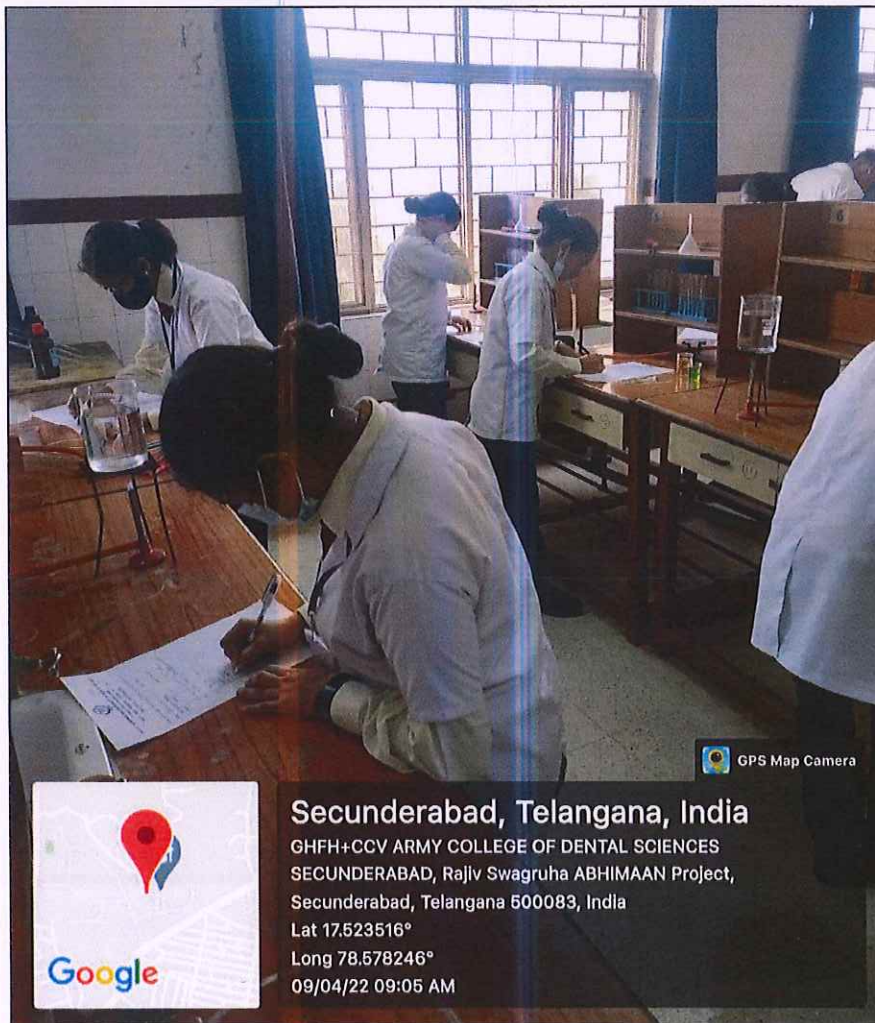 6
GPS Map Camera
Secunderabad, Telangana, India
GHFH+CCV ARMY COLLEGE OF DENTAL SCIENCES
SECUNDERABAD, Rajiv Swagruha ABHIMAAN Project,
Secunderabad, Telangana 500083, India
Lat 17.523516°
Long 78.578246°
09/04/22 09:05 AM
Google